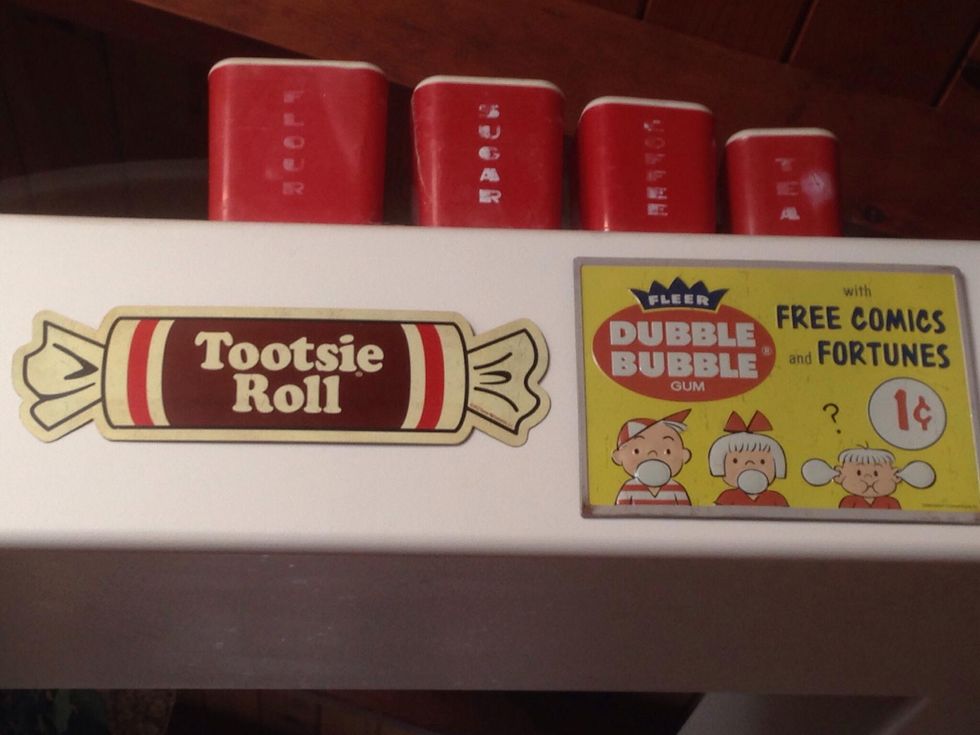 FLOUR
SUGAR
COFFEE
TEA
Tootsie
Roll
FLEER
DUBBLE
BUBBLE®
GUM
with
FREE COMICS
and FORTUNES
?
1¢